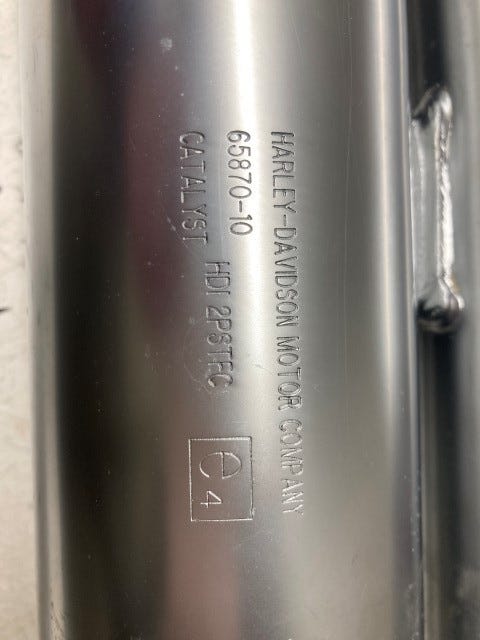 HARLEY-DAVIDSON MOTOR COMPANY
65870-10
CATALYST HDI 2PSTFC
e4